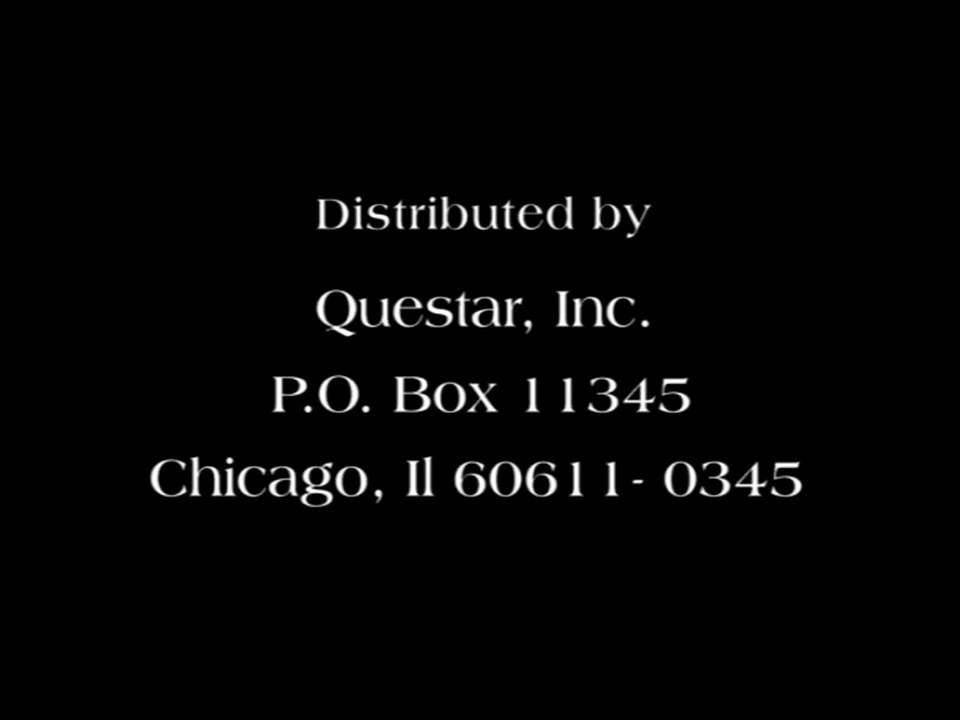 Distributed by
Questar, Inc.
P.O. Box 11345
Chicago, Il 60611- 0345